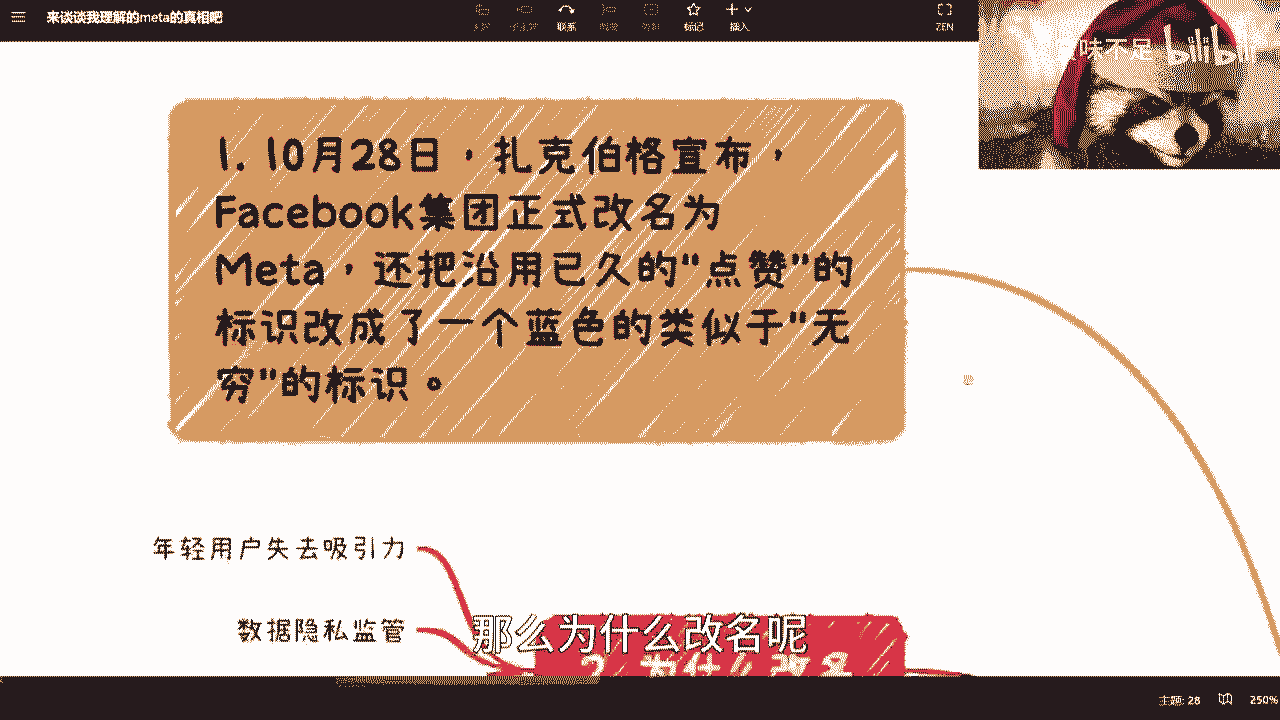 来谈谈我理解的meta的真相吧
联系
标记
插入
ZEN
味不足 bilibili
1. 10月28日，扎克伯格宣布，
Facebook集团正式改名为
Meta，还把沿用已久的"点赞"的
标识改成了一个蓝色的类似于"无
穷"的标识。
年轻用户失去吸引力
数据隐私监管
2. 为什么改名
那么为什么改名呢
主题: 28
250%